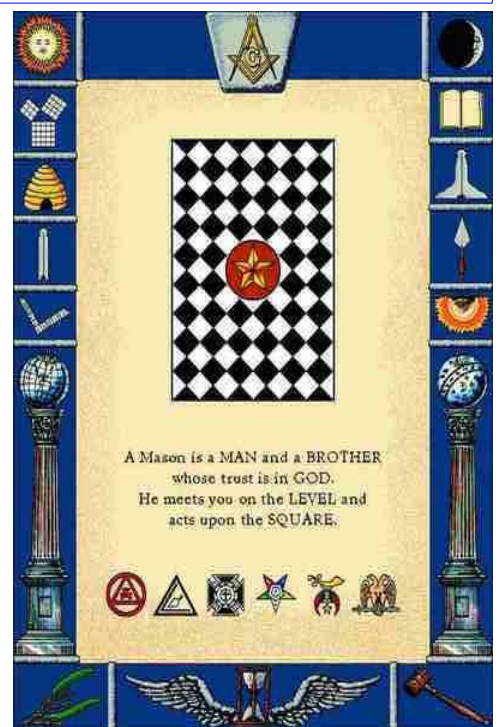 G
A Mason is a MAN and a BROTHER
whose trust is in GOD.
He meets you on the LEVEL and
acts upon the SQUARE.